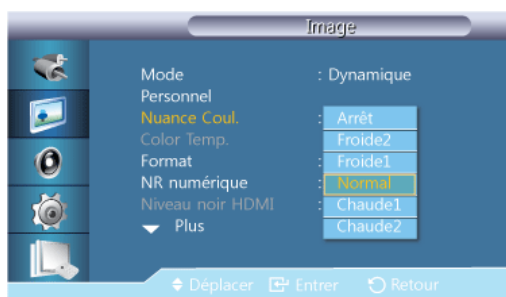 Image
Mode : Dynamique
Personnel
Nuance Coul. : Arrêt
Color Temp. Froide2
Format : Froide1
NR numérique : Normal
Niveau noir HDMI : Chaude1
Plus Chaude2
Déplacer Entrer Retour